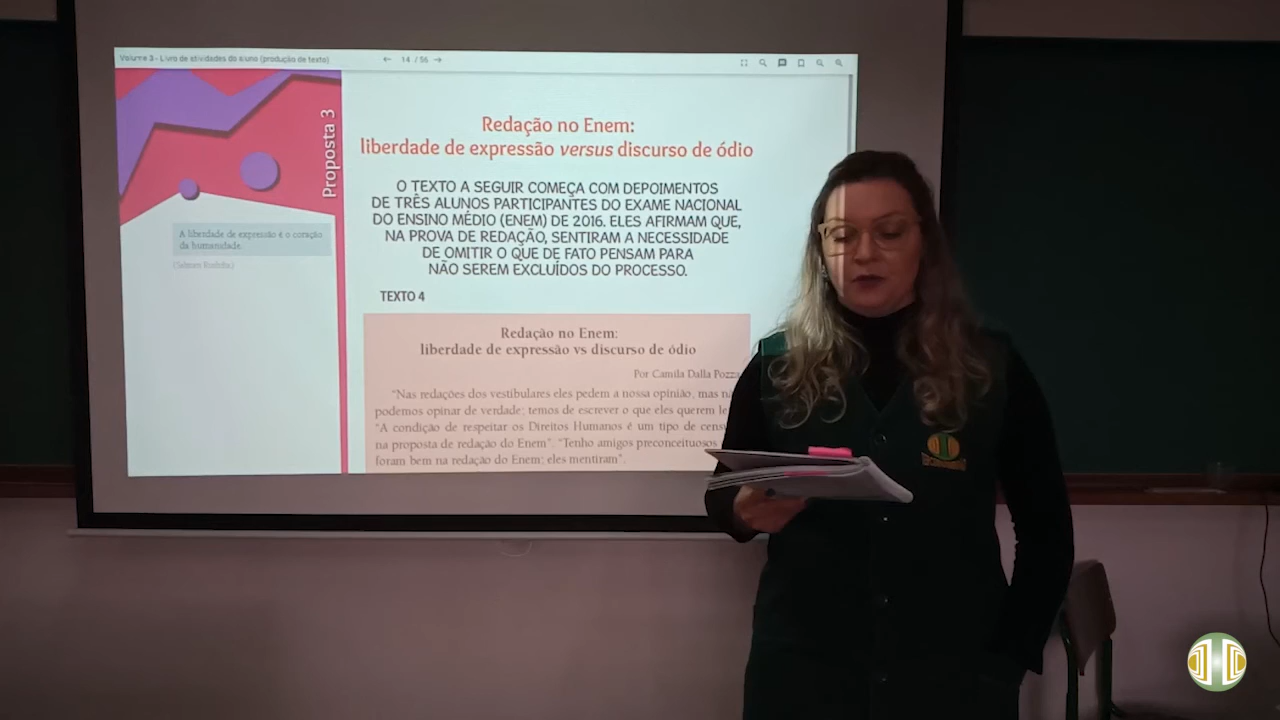 Volume 3 - Livro de atividades do aluno (produção de texto)
14 / 56
Proposta 3
A liberdade de expressão é o coração
da humanidade.
Redação no Enem:
liberdade de expressão versus discurso de ódio
O TEXTO A SEGUIR COMEÇA COM DEPOIMENTOS
DE TRÊS ALUNOS PARTICIPANTES DO EXAME NACIONAL
DO ENSINO MÉDIO (ENEM) DE 2016. ELES AFIRMAM QUE,
NA PROVA DE REDAÇÃO, SENTIRAM A NECESSIDADE
DE OMITIR O QUE DE FATO PENSAM PARA
NÃO SEREM EXCLUÍDOS DO PROCESSO.
TEXTO 4
Redação no Enem:
liberdade de expressão vs discurso de ódio
Por Camila Dalla Pozza
"Nas redações dos vestibulares eles pedem a nossa opinião, mas
podemos opinar de verdade; temos de escrever o que eles querem
"A condição de respeitar os Direitos Humanos é um tipo de
na proposta de redação do Enem". "Tenho amigos preconceituosos
foram bem na redação do Enem; eles mentiram".